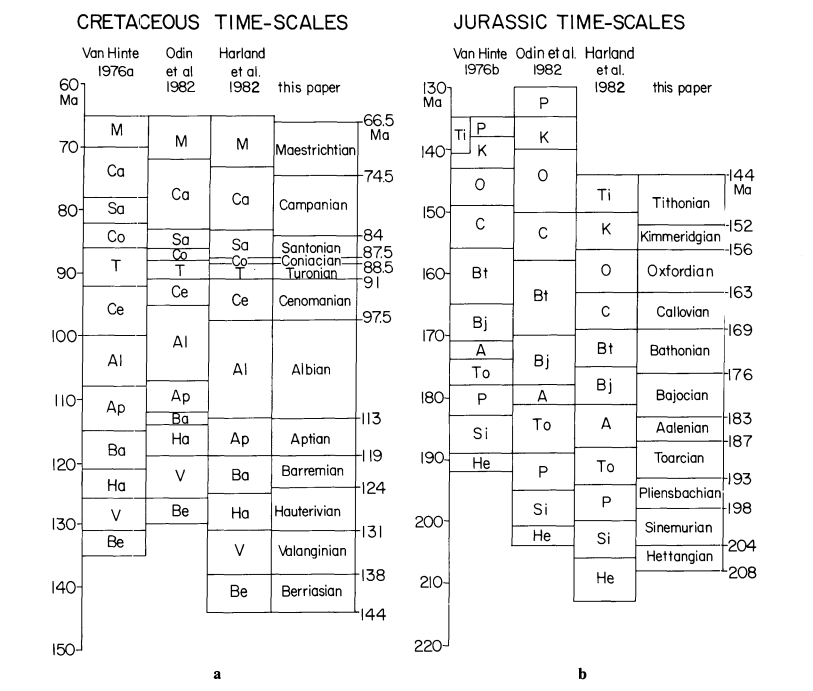 CRETACEOUS TIME-SCALES
Van Hinte
1976a
Odin
et al
1982
Harland
et al.
1982
this paper
60
Ma
70
80
90
100
110
120
130
140
150
M
Ca
Sa
Co
T
Ce
Al
Ap
Ba
Ha
V
Be
M
Ca
Sa
Co
T
Ce
Al
Ap
Ba
Ha
V
Be
M
Ca
Sa
Co
T
Ce
Al
Ap
Ba
Ha
V
Be
Maestrichtian
Campanian
Santonian
Coniacian
Turonian
Cenomanian
Albian
Aptian
Barremian
Hauterivian
Valanginian
Berriasian
66.5
Ma
74.5
84
87.5
88.5
91
97.5
113
119
124
131
138
144
a
JURASSIC TIME-SCALES
Van Hinte
1976b
Odin et al.
1982
Harland
et al.
1982
this paper
130
Ma
140
150
160
170
180
190
200
210
220
Ti
P
K
O
C
Bt
Bj
A
To
P
Si
He
P
K
O
C
Bt
Bj
A
To
P
Si
He
Ti
K
O
C
Bt
Bj
A
To
P
Si
He
Tithonian
Kimmeridgian
Oxfordian
Callovian
Bathonian
Bajocian
Aalenian
Toarcian
Pliensbachian
Sinemurian
Hettangian
144
Ma
152
156
163
169
176
183
187
193
198
204
208
b